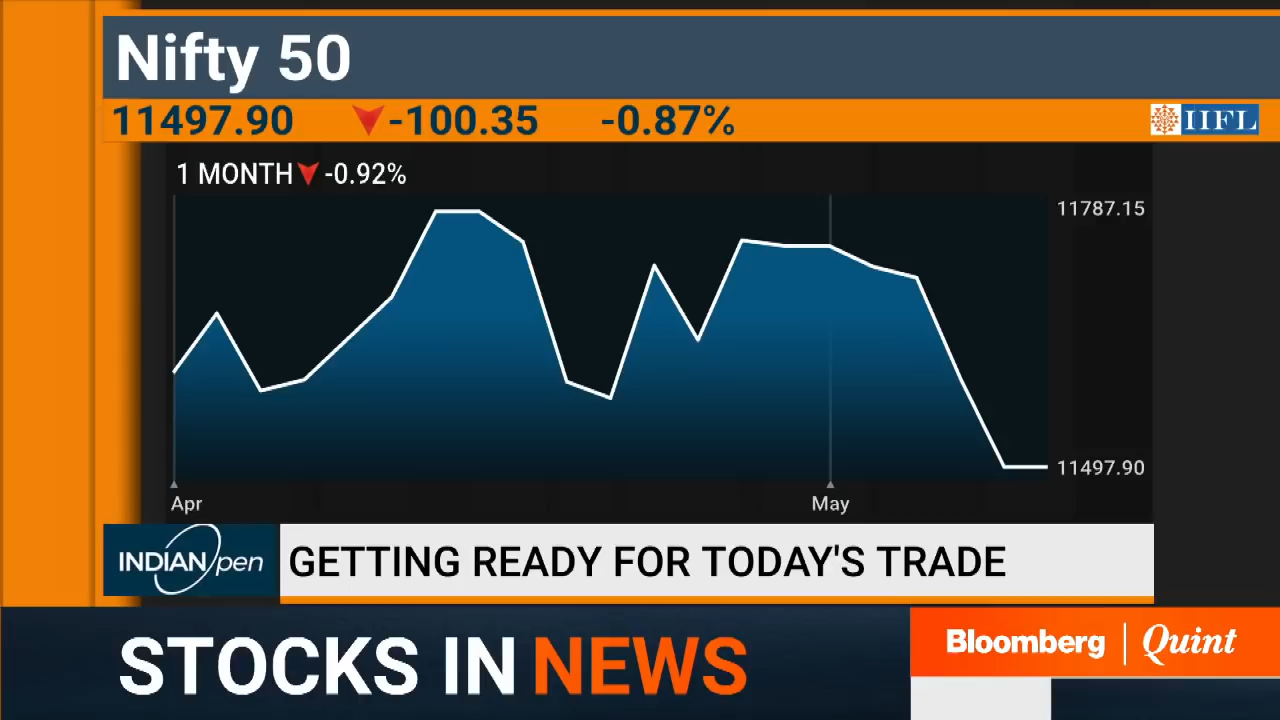 Nifty 50
11497.90 -100.35 -0.87%
IIFL
1 MONTH -0.92%
11787.15
11497.90
Apr May
INDIAN Open GETTING READY FOR TODAY'S TRADE
STOCKS IN NEWS
Bloomberg | Quint